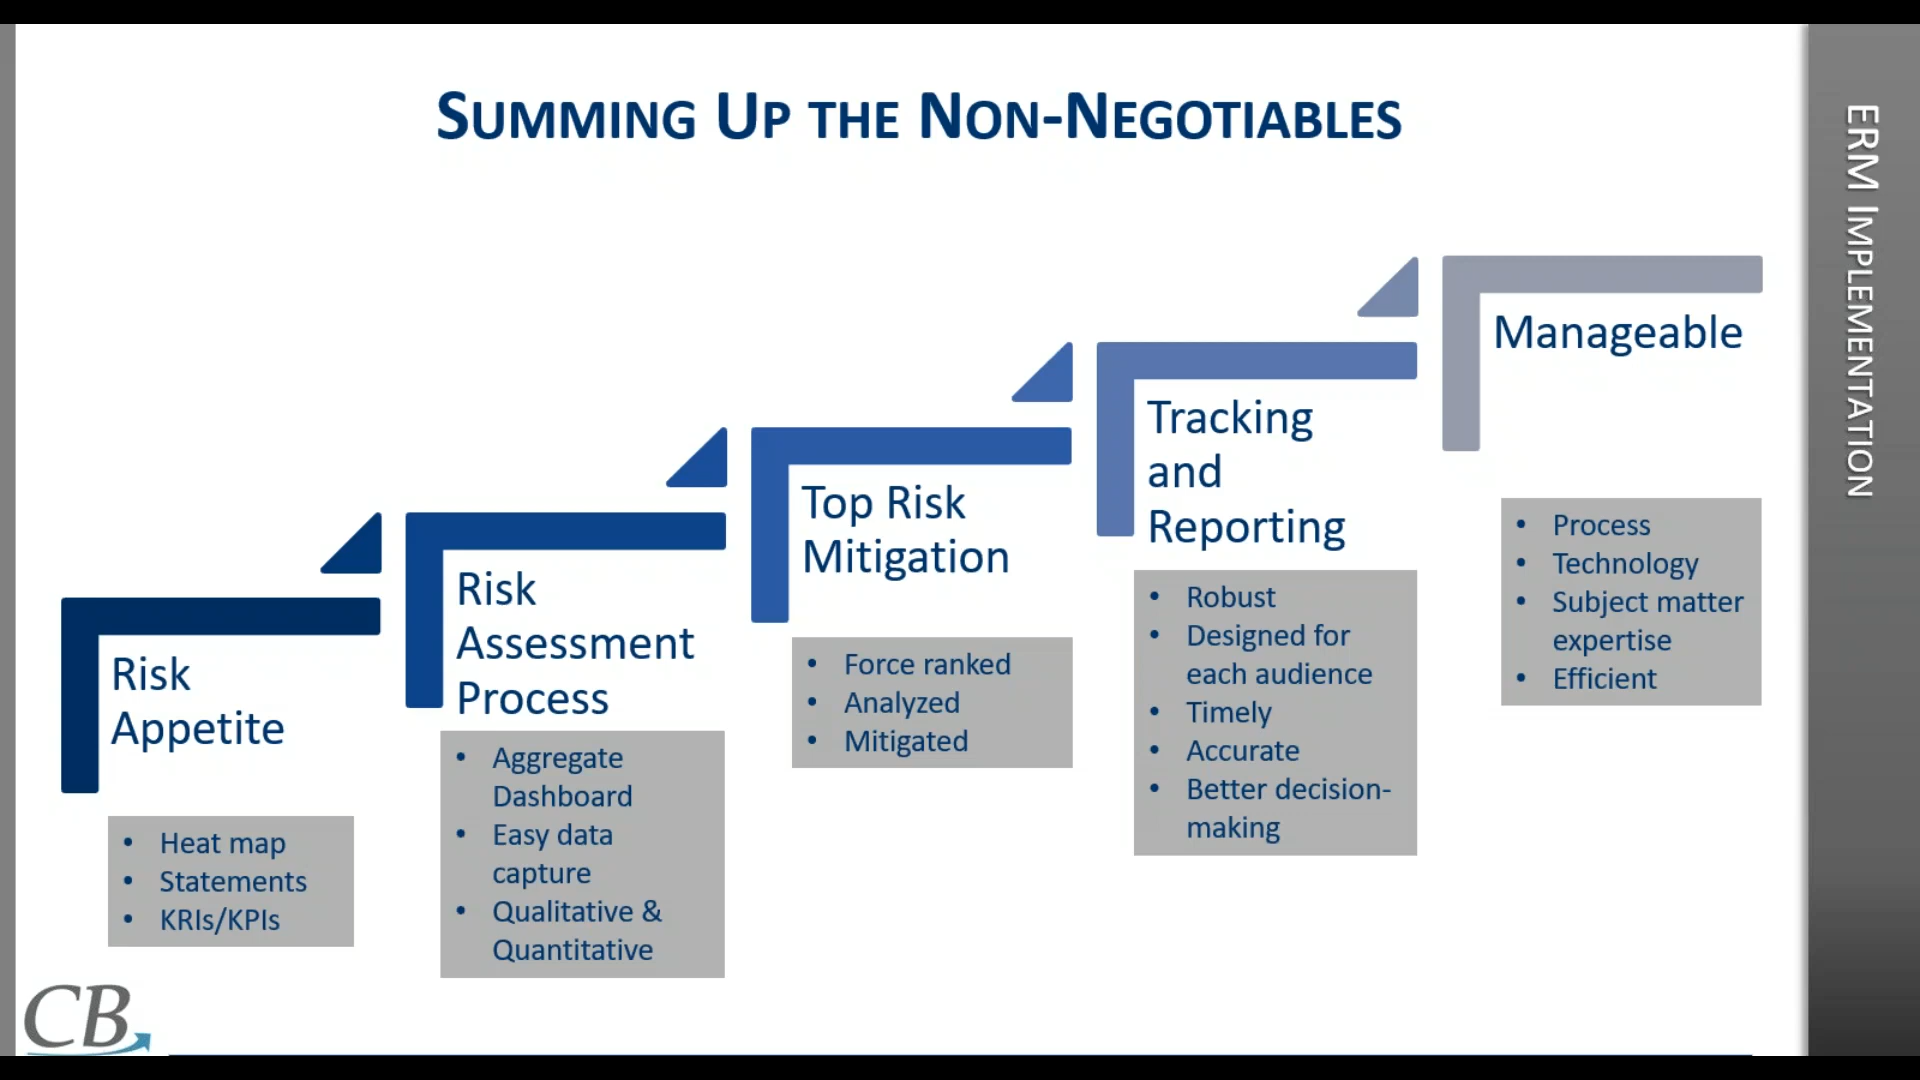 Summing Up the Non-Negotiables
ERM Implementation
Risk
Appetite
• Heat map
• Statements
• KRIs/KPIs
Risk
Assessment
Process
• Aggregate
Dashboard
• Easy data
capture
• Qualitative &
Quantitative
Top Risk
Mitigation
• Force ranked
• Analyzed
• Mitigated
Tracking
and
Reporting
• Robust
• Designed for
each audience
• Timely
• Accurate
• Better decision-
making
Manageable
• Process
• Technology
• Subject matter
expertise
• Efficient
CB